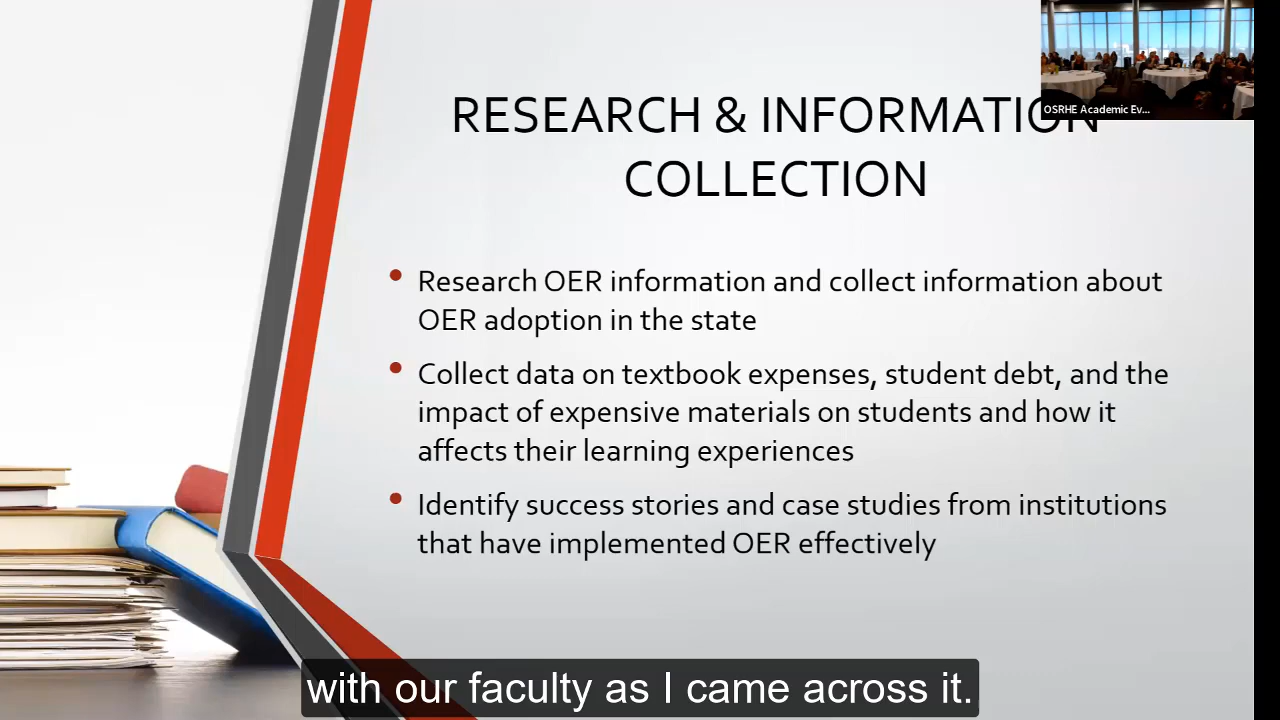 OSRHE Academic Ev...
RESEARCH & INFORMATION
COLLECTION
• Research OER information and collect information about
OER adoption in the state
• Collect data on textbook expenses, student debt, and the
impact of expensive materials on students and how it
affects their learning experiences
• Identify success stories and case studies from institutions
that have implemented OER effectively
with our faculty as I came across it.